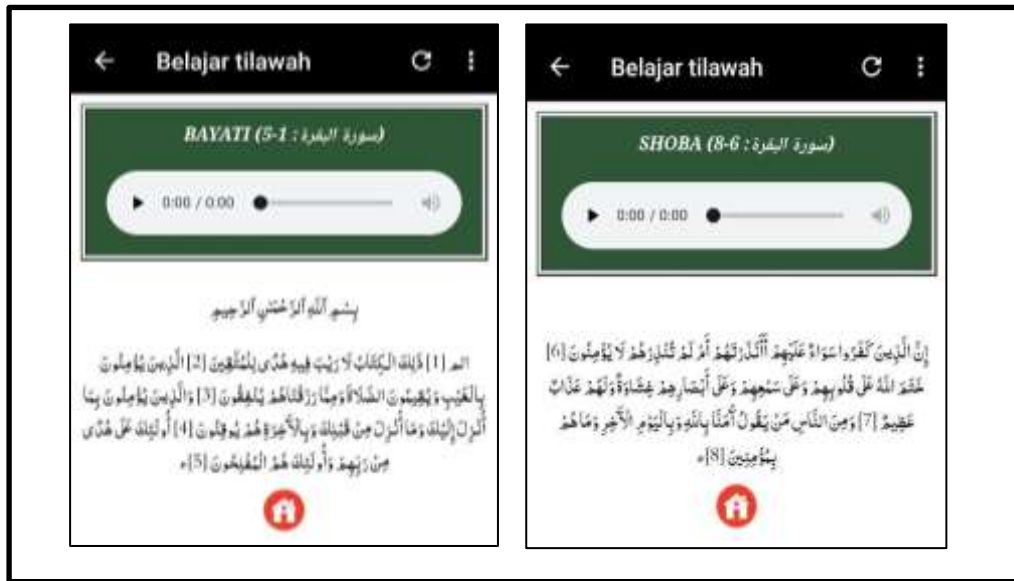 Belajar tilawah
BAYATI (5-1 : سورة البقرة)
0:00 / 0:00
بِسْمِ ٱللَّهِ ٱلرَّحْمَٰنِ ٱلرَّحِيمِ
الم [1] ذَٰلِكَ الْكِتَابُ لَا رَيْبَ فِيهِ هُدًى لِلْمُتَّقِينَ [2] الَّذِينَ يُؤْمِنُونَ
بِالْغَيْبِ وَيُقِيمُونَ الصَّلَاةَ وَمِمَّا رَزَقْنَاهُمْ يُنْفِقُونَ [3] وَالَّذِينَ يُؤْمِنُونَ بِمَا
أُنْزِلَ إِلَيْكَ وَمَا أُنْزِلَ مِنْ قَبْلِكَ وَبِالْآخِرَةِ هُمْ يُوقِنُونَ [4] أُولَٰئِكَ عَلَىٰ هُدًى
مِنْ رَبِّهِمْ وَأُولَٰئِكَ هُمُ الْمُفْلِحُونَ [5]
Belajar tilawah
SHOBA (8-6 : سورة البقرة)
0:00 / 0:00
إِنَّ الَّذِينَ كَفَرُوا سَوَاءٌ عَلَيْهِمْ أَأَنْذَرْتَهُمْ أَمْ لَمْ تُنْذِرْهُمْ لَا يُؤْمِنُونَ [6]
خَتَمَ اللَّهُ عَلَىٰ قُلُوبِهِمْ وَعَلَىٰ سَمْعِهِمْ وَعَلَىٰ أَبْصَارِهِمْ غِشَاوَةٌ وَلَهُمْ عَذَابٌ
عَظِيمٌ [7] وَمِنَ النَّاسِ مَنْ يَقُولُ آمَنَّا بِاللَّهِ وَبِالْيَوْمِ الْآخِرِ وَمَا هُمْ
بِمُؤْمِنِينَ [8]